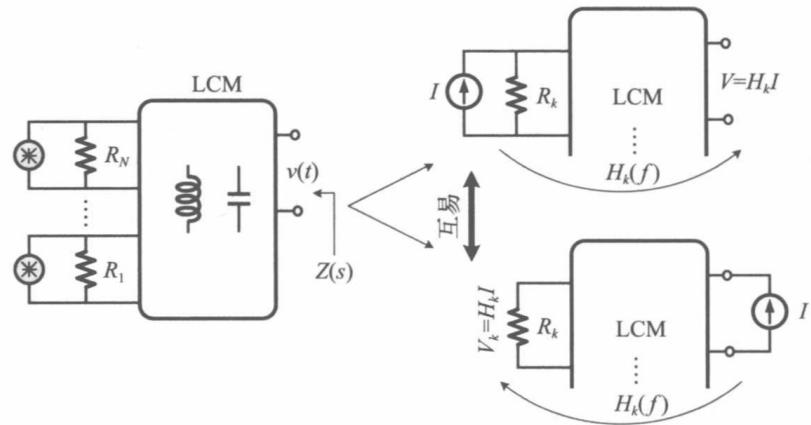 LCM
R_N
......
R_1
v(t)
Z(s)
I
R_k
LCM
V=H_kI
H_k(f)
互易
V_k=H_kI
R_k
LCM
I
H_k(f)